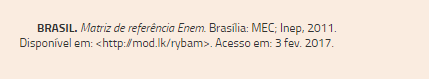 BRASIL. Matriz de referência Enem. Brasília: MEC; Inep, 2011.
Disponível em: <http://mod.lk/rybam>. Acesso em: 3 fev. 2017.